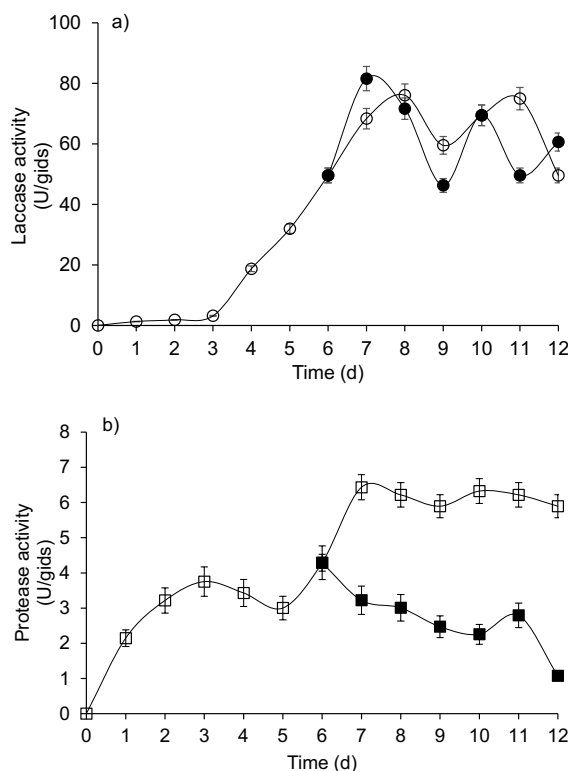 a)
Laccase activity
(U/gids)
100
80
60
40
20
0
0 1 2 3 4 5 6 7 8 9 10 11 12
Time (d)
b)
Protease activity
(U/gids)
8
7
6
5
4
3
2
1
0
0 1 2 3 4 5 6 7 8 9 10 11 12
Time (d)